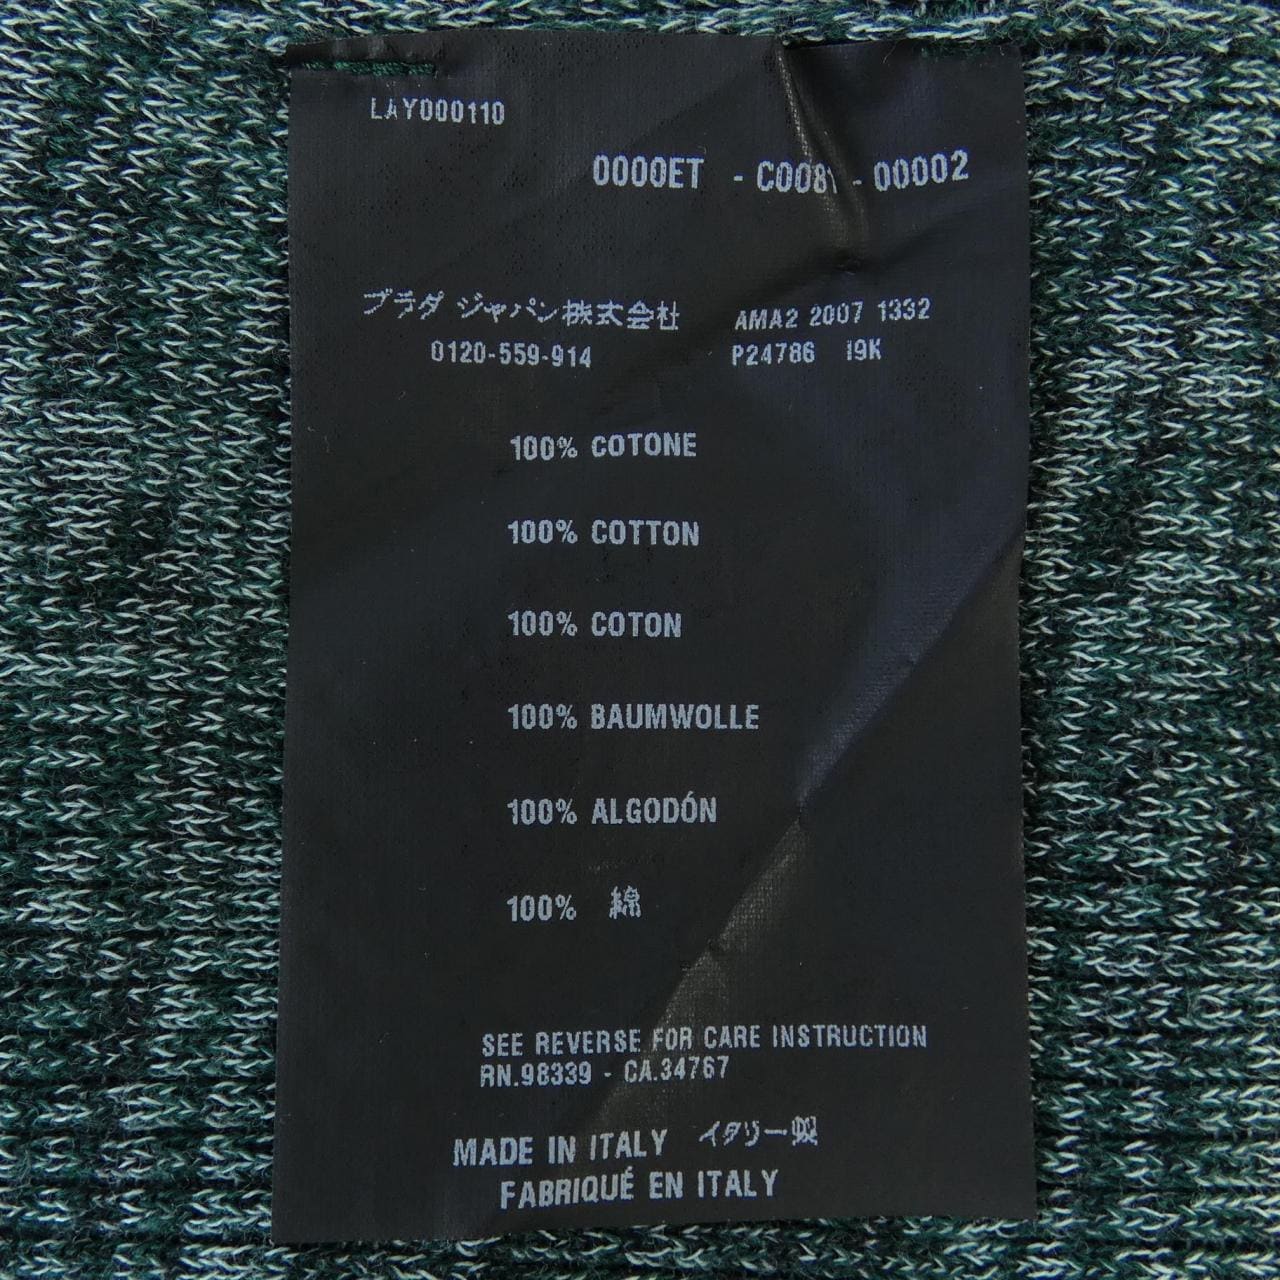 LAY000110
0000ET - - 00002
プラダ ジャパン株式会社 AMA2 2007 1332
0120-559-914 P24786 I9K
100% COTONE
100% COTTON
100% COTON
100% BAUMWOLLE
100% ALGODÓN
100% 綿
SEE REVERSE FOR CARE INSTRUCTION
RN.98339 - CA.34767
MADE IN ITALY イタリー製
FABRIQUÉ EN ITALY